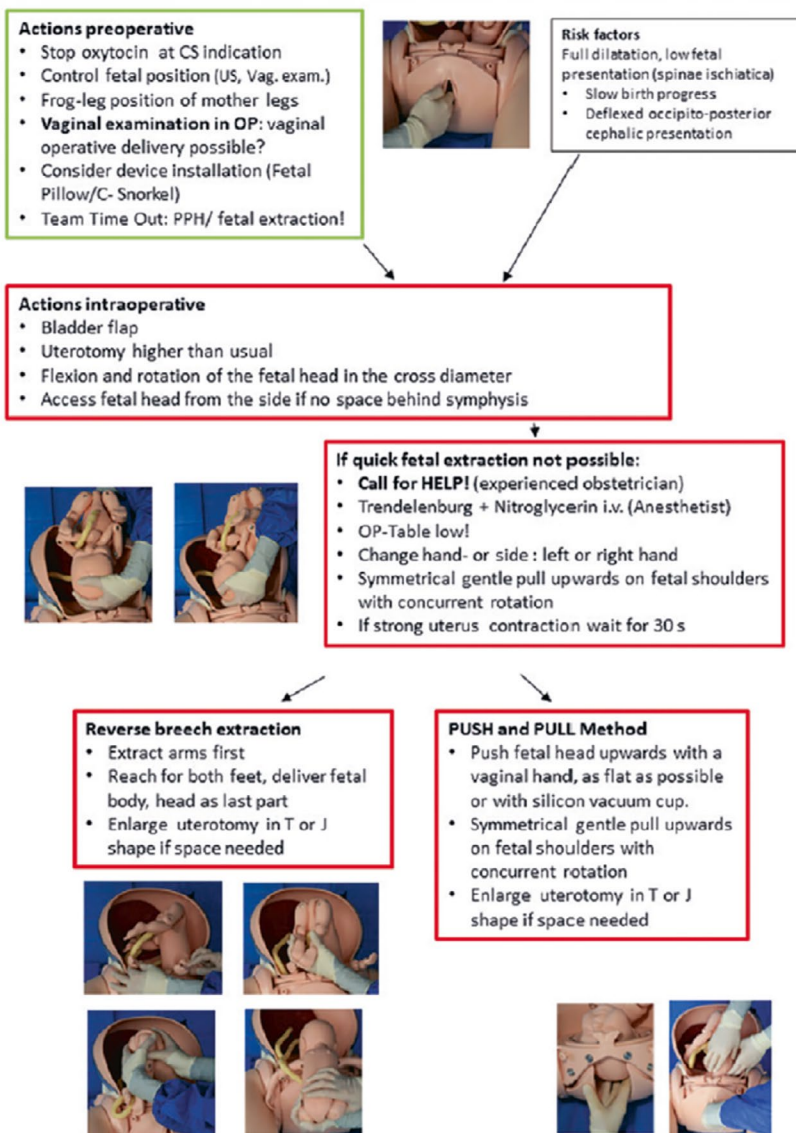 Actions preoperative
• Stop oxytocin at CS indication
• Control fetal position (US, Vag. exam.)
• Frog-leg position of mother legs
• Vaginal examination in OP: vaginal
operative delivery possible?
• Consider device installation (Fetal
Pillow/C- Snorkel)
• Team Time Out: PPH/ fetal extraction!
Risk factors
Full dilatation, low fetal
presentation (spinae ischiatica)
• Slow birth progress
• Deflexed occipito-posterior
cephalic presentation
Actions intraoperative
• Bladder flap
• Uterotomy higher than usual
• Flexion and rotation of the fetal head in the cross diameter
• Access fetal head from the side if no space behind symphysis
If quick fetal extraction not possible:
• Call for HELP! (experienced obstetrician)
• Trendelenburg + Nitroglycerin i.v. (Anesthetist)
• OP-Table low!
• Change hand- or side : left or right hand
• Symmetrical gentle pull upwards on fetal shoulders
with concurrent rotation
• If strong uterus contraction wait for 30 s
Reverse breech extraction
• Extract arms first
• Reach for both feet, deliver fetal
body, head as last part
• Enlarge uterotomy in T or J
shape if space needed
PUSH and PULL Method
• Push fetal head upwards with a
vaginal hand, as flat as possible
or with silicon vacuum cup.
• Symmetrical gentle pull upwards
on fetal shoulders with
concurrent rotation
• Enlarge uterotomy in T or J
shape if space needed